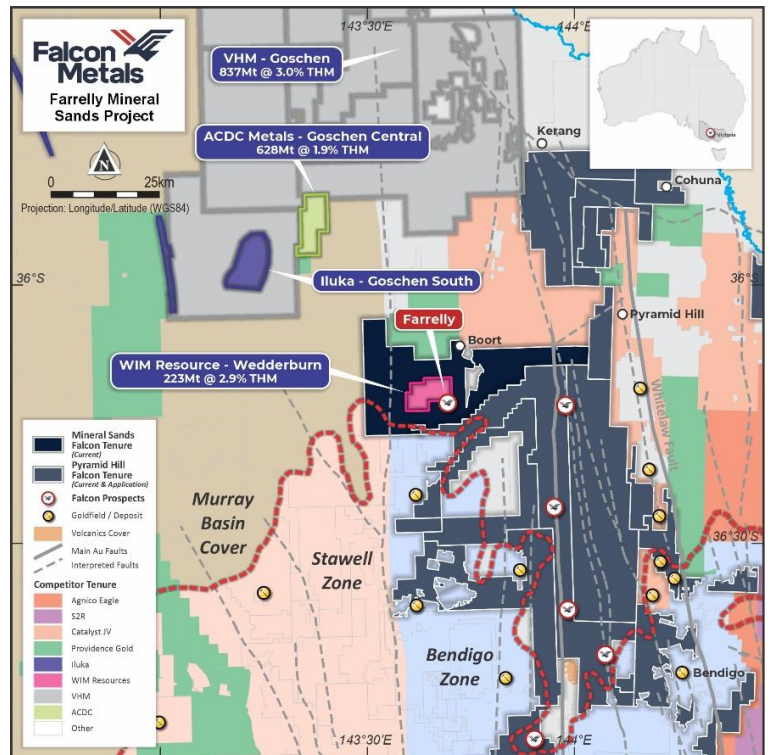 Falcon
Metals
Farrelly Mineral
Sands Project
N
0 25km
Projection: Longitude/Latitude (WGS84)
143°30'E
144°E
VHM - Goschen
837Mt @ 3.0% THM
ACDC Metals - Goschen Central
628Mt @ 1.9% THM
Victoria
Kerang
Cohuna
36°S
36°S
Iluka - Goschen South
Farrelly
Pyramid Hill
Boort
WIM Resource - Wedderburn
223Mt @ 2.9% THM
Whitelaw Fault
Murray
Basin
Cover
Stawell
Zone
36°30'S
Bendigo
Zone
Bendigo
143°30'E
144°E
Mineral Sands
Falcon Tenure
(Current)
Pyramid Hill
Falcon Tenure
(Current & Application)
Falcon Prospects
Goldfield / Deposit
Volcanics Cover
Main Au Faults
Interpreted Faults
Competitor Tenure
Agnico Eagle
S2R
Catalyst JV
Providence Gold
Iluka
WIM Resources
VHM
ACDC
Other